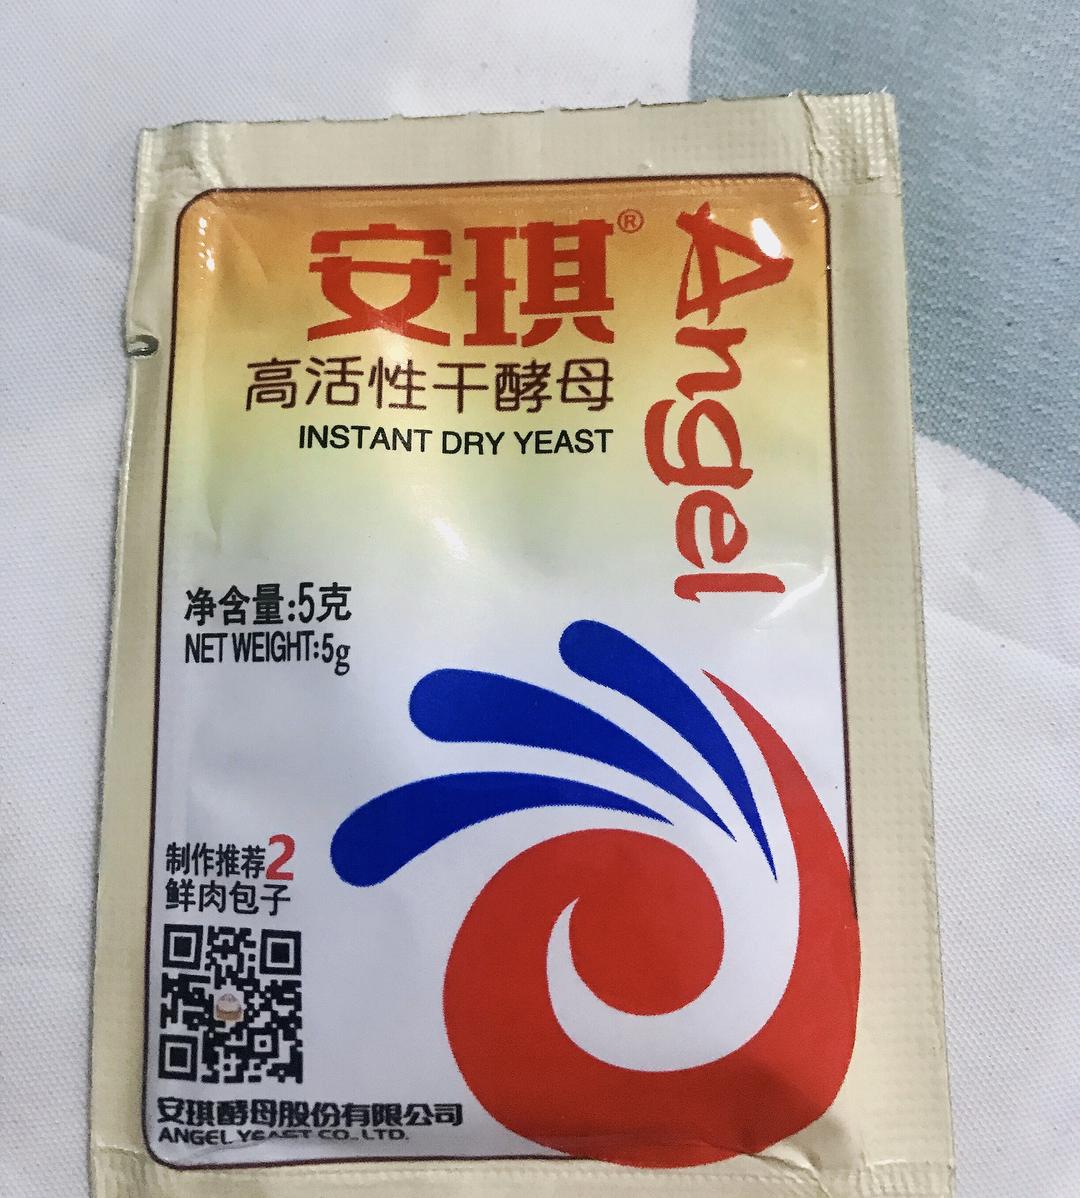 安琪®
Angel
高活性干酵母
INSTANT DRY YEAST
净含量:5克
NET WEIGHT:5g
制作推荐2
鲜肉包子
安琪酵母股份有限公司
ANGEL YEAST CO., LTD.